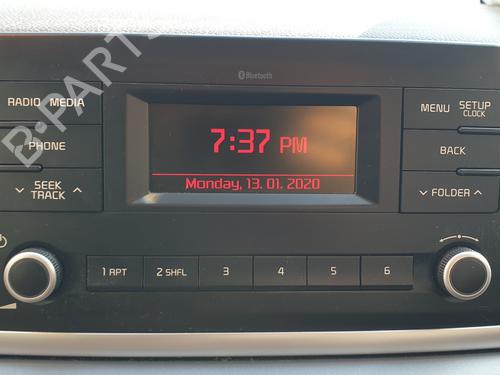 B-PARTS
Bluetooth
RADIO MEDIA
PHONE
SEEK
TRACK
7:37 PM
Monday, 13. 01. 2020
MENU SETUP
CLOCK
BACK
FOLDER
1 RPT 2 SHFL 3 4 5 6